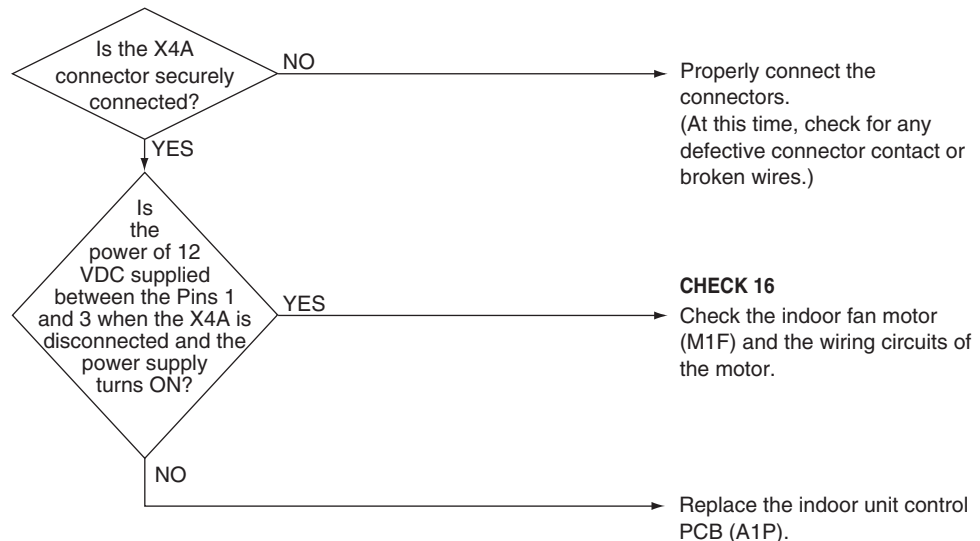 Is the X4A
connector securely
connected?
NO
Properly connect the
connectors.
(At this time, check for any
defective connector contact or
broken wires.)
YES
Is
the
power of 12
VDC supplied
between the Pins 1
and 3 when the X4A is
disconnected and the
power supply
turns ON?
YES
CHECK 16
Check the indoor fan motor
(M1F) and the wiring circuits of
the motor.
NO
Replace the indoor unit control
PCB (A1P).